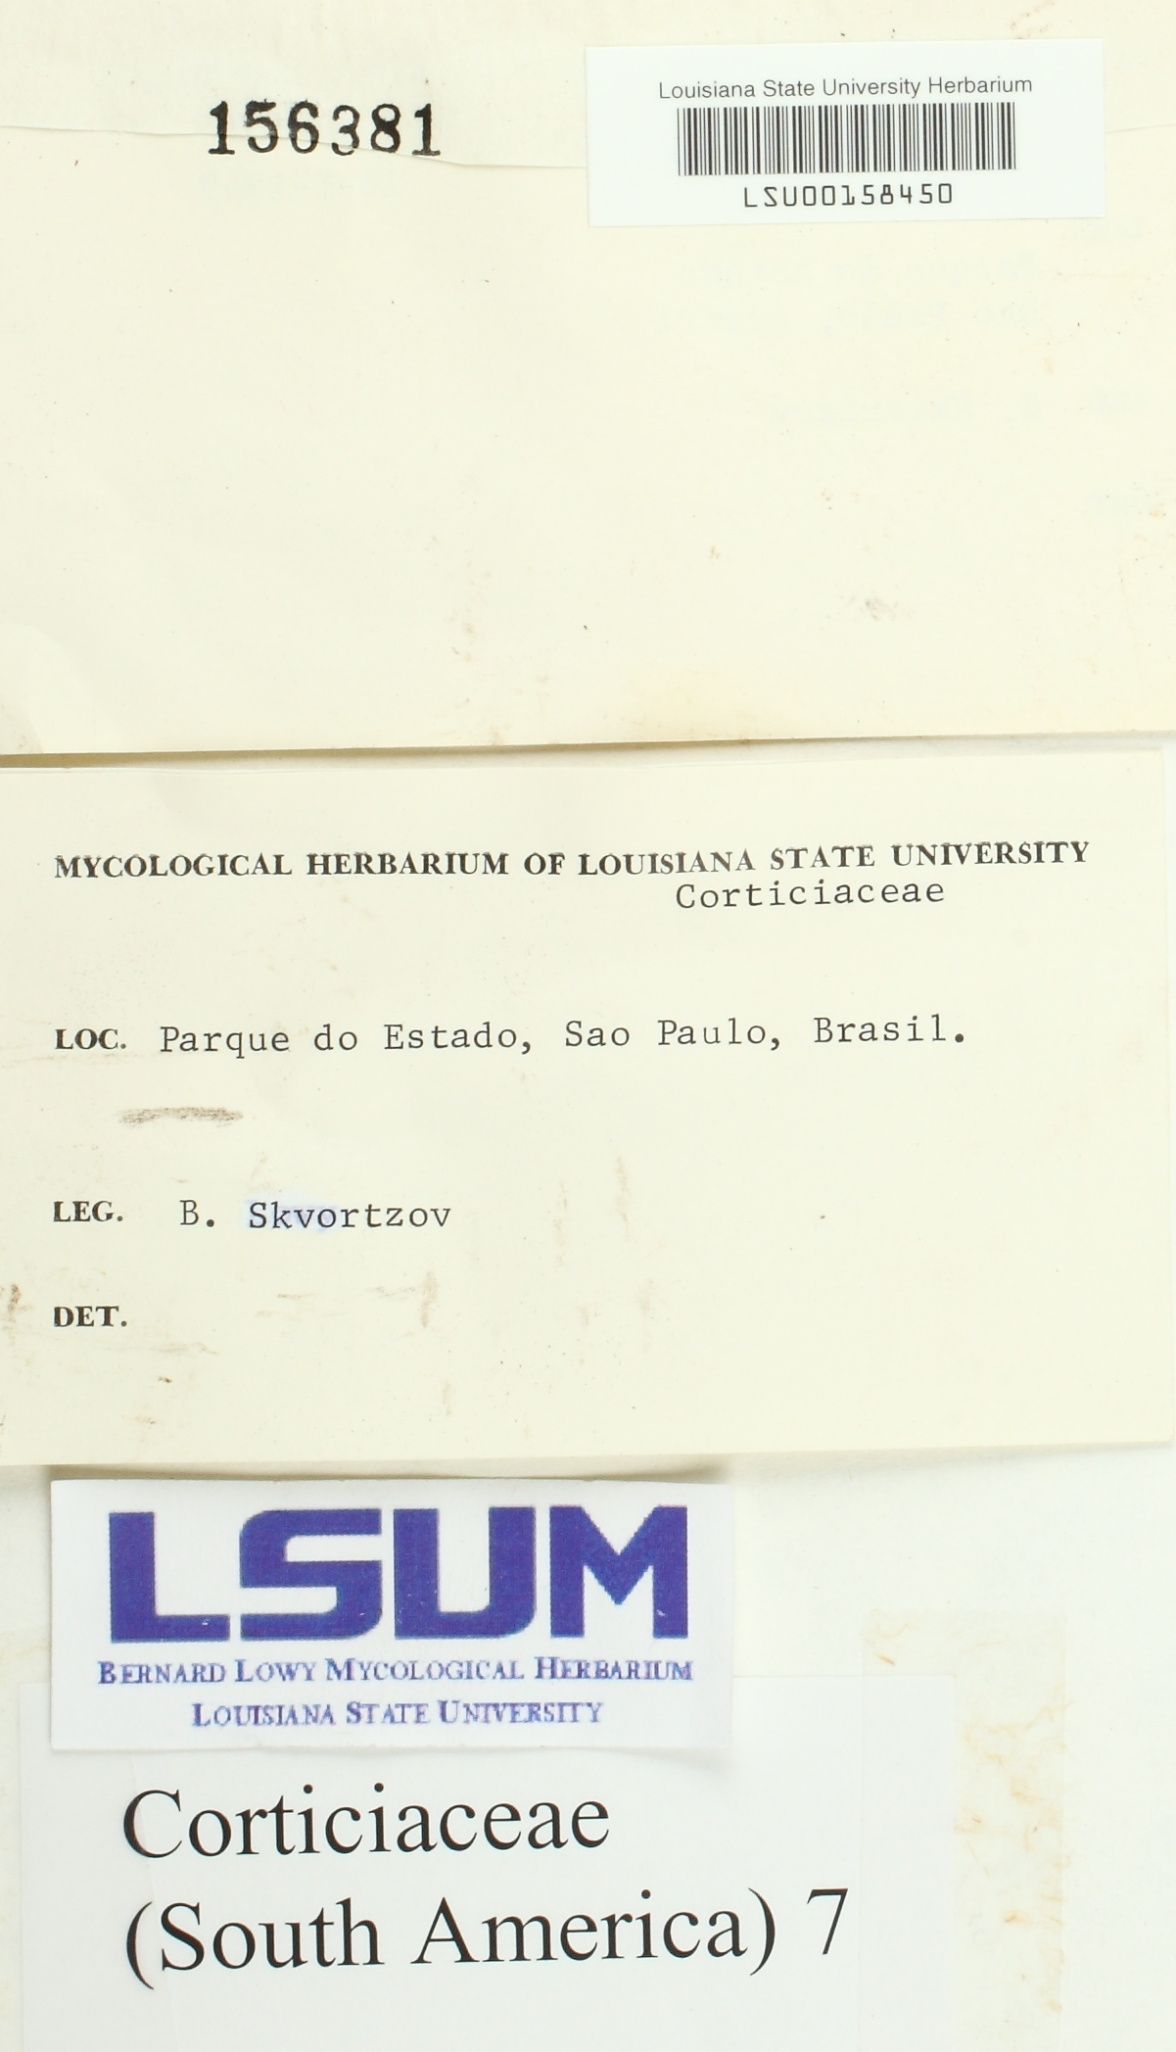 156381
Louisiana State University Herbarium
LSU00158450
MYCOLOGICAL HERBARIUM OF LOUISIANA STATE UNIVERSITY
Corticiaceae
LOC. Parque do Estado, Sao Paulo, Brasil.
LEG. B. Skvortzov
DET.
LSUM
BERNARD LOWY MYCOLOGICAL HERBARIUM
LOUISIANA STATE UNIVERSITY
Corticiaceae
(South America) 7